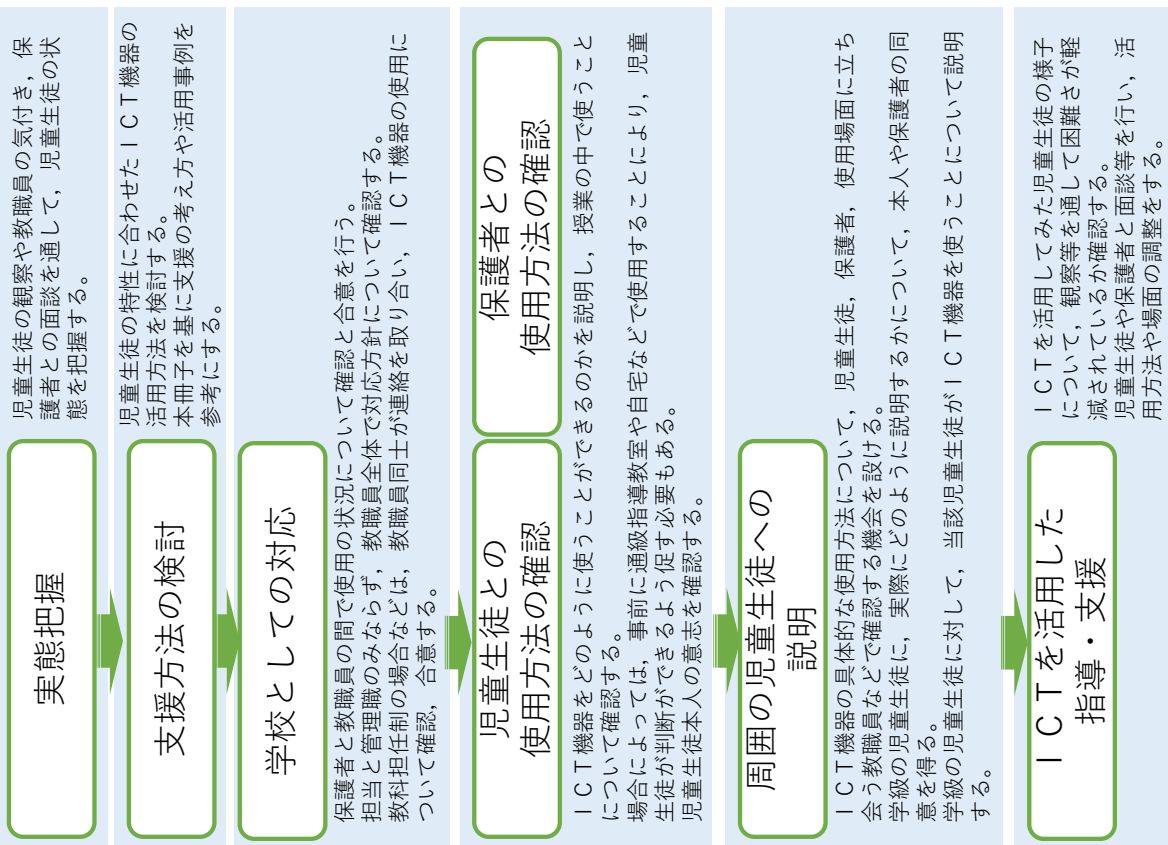 実態把握
児童生徒の観察や教職員の気付き，保
護者との面談を通して，児童生徒の状
態を把握する。
支援方法の検討
児童生徒の特性に合わせたＩＣＴ機器の
活用方法を検討する。
本冊子を基に支援の考え方や活用事例を
参考にする。
学校としての対応
保護者と教職員の間で使用の状況について確認と合意を行う。
担当と管理職のみならず，教職員全体で対応方針について確認する。
教科担任制の場合などは，教職員同士が連絡を取り合い，ＩＣＴ機器の使用に
ついて確認，合意する。
児童生徒との
使用方法の確認
保護者との
使用方法の確認
ＩＣＴ機器をどのように使うことができるのかを説明し，授業の中で使うこと
について確認する。
場合によっては，事前に通級指導教室や自宅などで使用することにより，児童
生徒が判断ができるよう促す必要もある。
児童生徒本人の意志を確認する。
周囲の児童生徒への
説明
ＩＣＴ機器の具体的な使用方法について，児童生徒，保護者，使用場面に立ち
会う教職員などで確認する機会を設ける。
学級の児童生徒に，実際にどのように説明するかについて，本人や保護者の同
意を得る。
学級の児童生徒に対して，当該児童生徒がＩＣＴ機器を使うことについて説明
する。
ＩＣＴを活用した
指導・支援
ＩＣＴを活用してみた児童生徒の様子
について，観察等を通して困難さが軽
減されているか確認する。
児童生徒や保護者と面談等を行い，活
用方法や場面の調整をする。